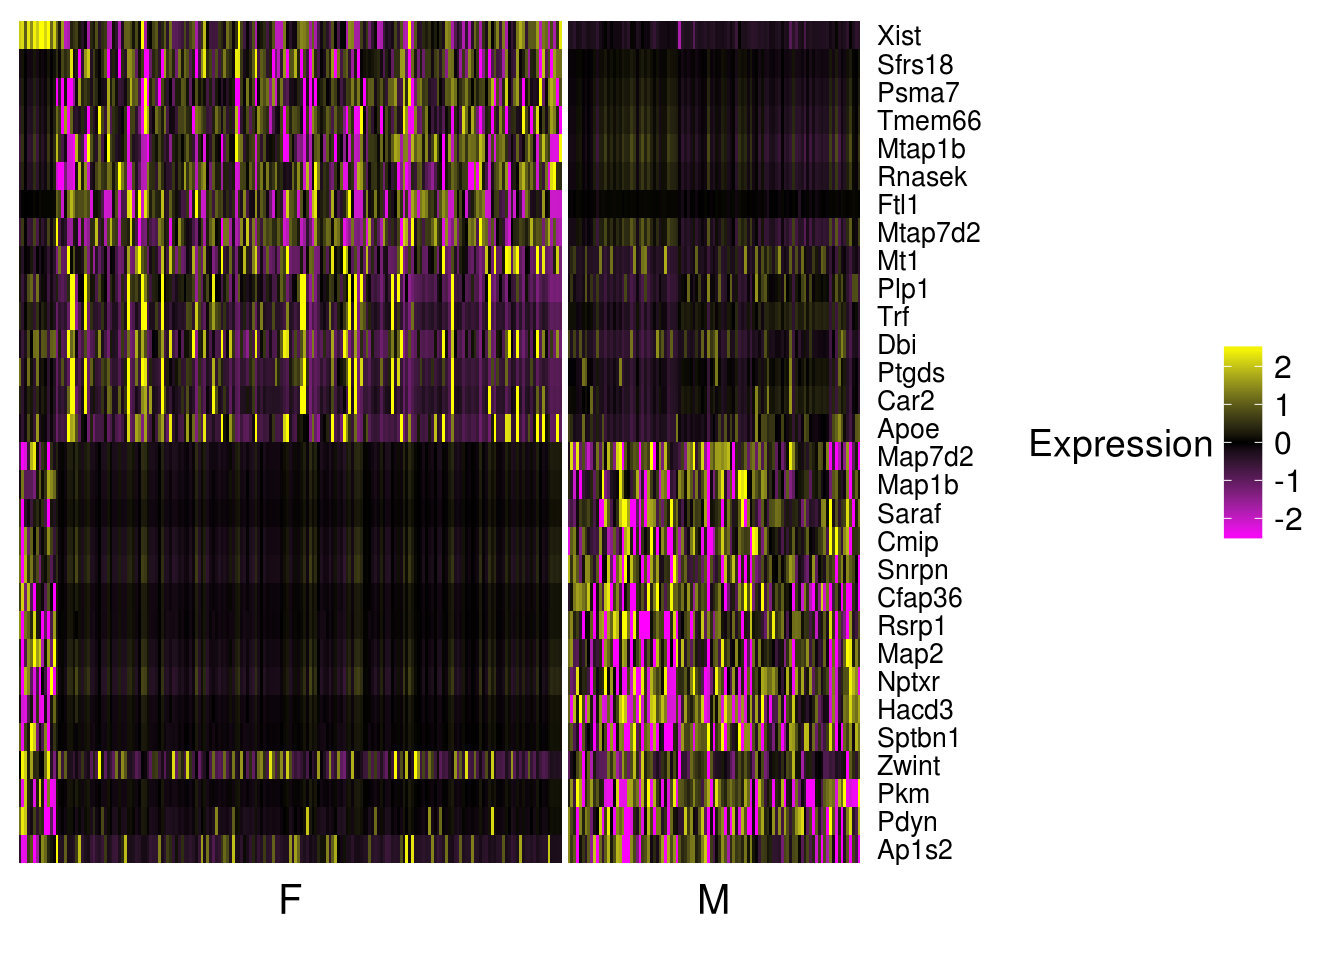 Xist
Sfrs18
Psma7
Tmem66
Mtap1b
Rnasek
Ftl1
Mtap7d2
Mt1
Plp1
Trf
Dbi
Ptgds
Car2
Apoe
Map7d2
Map1b
Saraf
Cmip
Snrpn
Cfap36
Rsrp1
Map2
Nptxr
Hacd3
Sptbn1
Zwint
Pkm
Pdyn
Ap1s2
F M
Expression
2
1
0
-1
-2